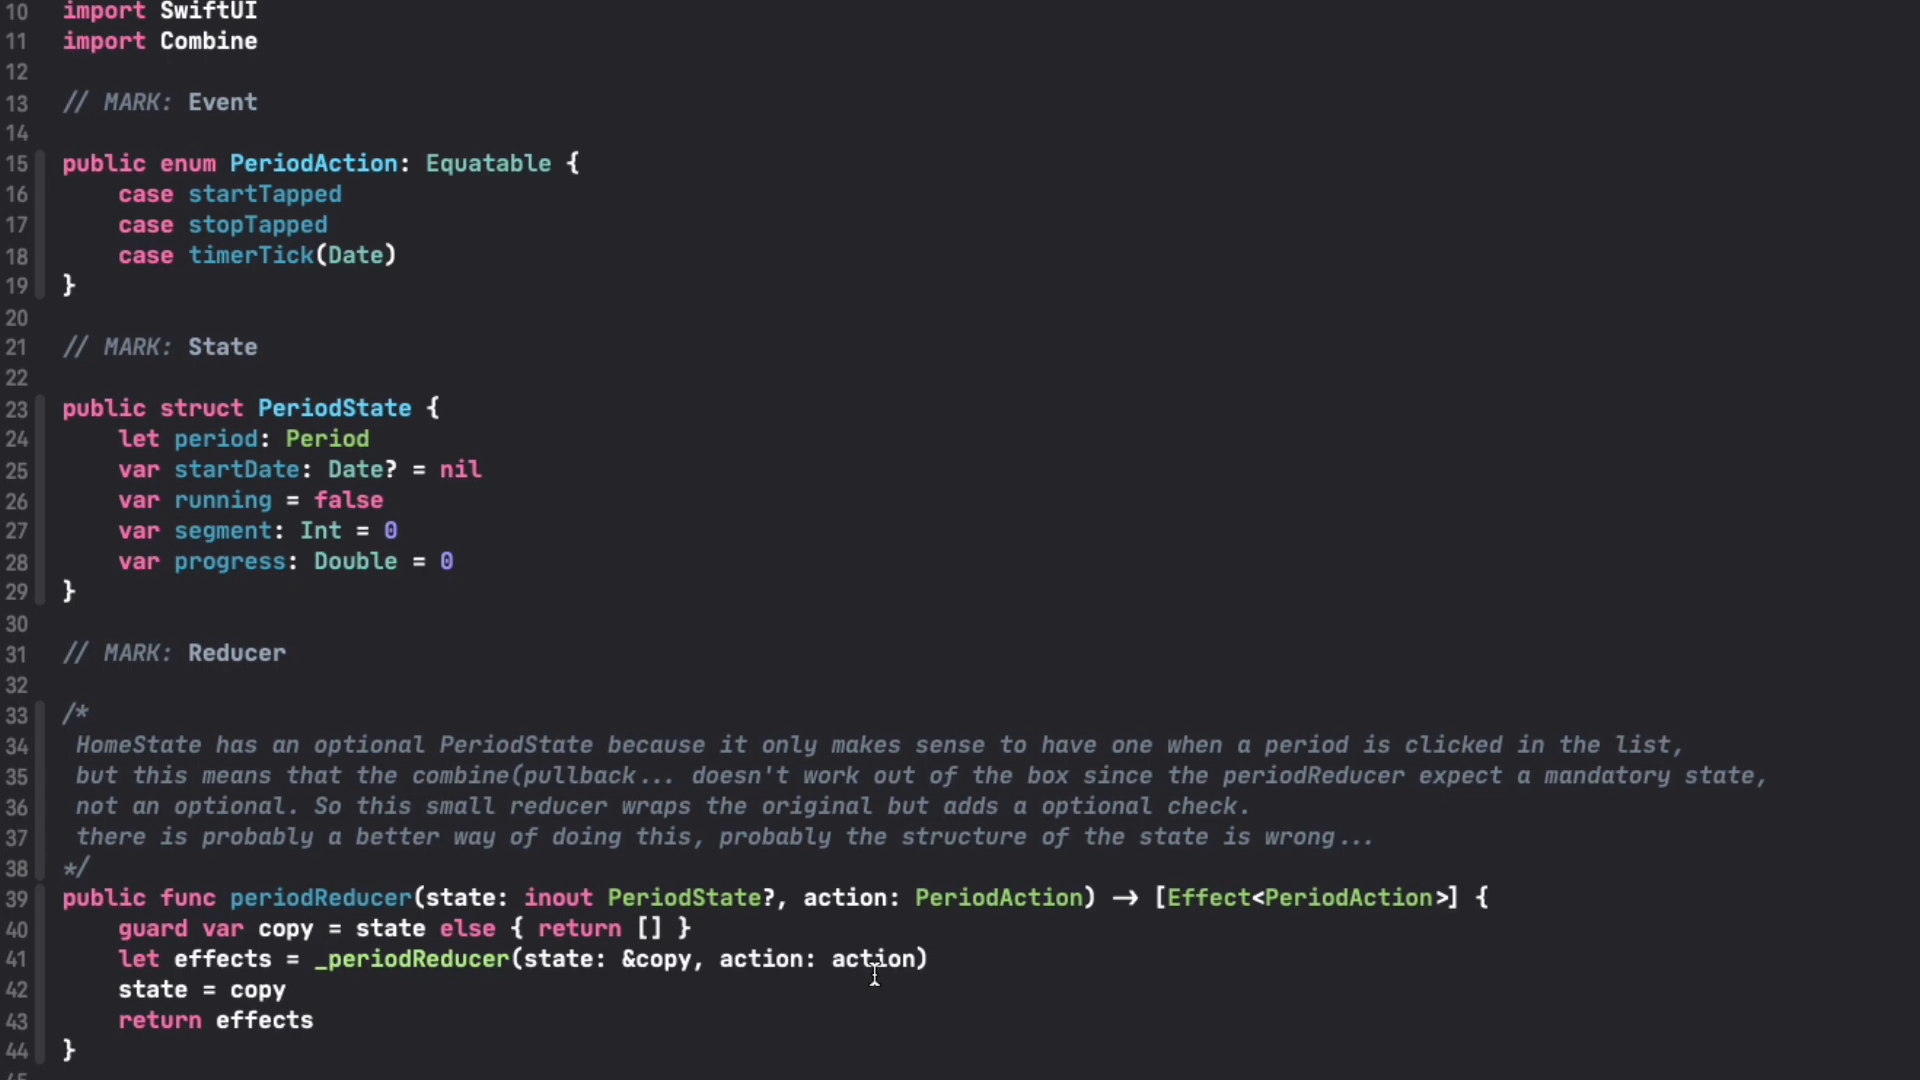 10 import SwiftUI
11 import Combine
12
13 // MARK: Event
14
15 public enum PeriodAction: Equatable {
16 case startTapped
17 case stopTapped
18 case timerTick(Date)
19 }
20
21 // MARK: State
22
23 public struct PeriodState {
24 let period: Period
25 var startDate: Date? = nil
26 var running = false
27 var segment: Int = 0
28 var progress: Double = 0
29 }
30
31 // MARK: Reducer
32
33 /*
34 HomeState has an optional PeriodState because it only makes sense to have one when a period is clicked in the list,
35 but this means that the combine(pullback... doesn't work out of the box since the periodReducer expect a mandatory state,
36 not an optional. So this small reducer wraps the original but adds a optional check.
37 there is probably a better way of doing this, probably the structure of the state is wrong...
38 */
39 public func periodReducer(state: inout PeriodState?, action: PeriodAction) -> [Effect<PeriodAction>] {
40 guard var copy = state else { return [] }
41 let effects = _periodReducer(state: &copy, action: action)
42 state = copy
43 return effects
44 }
45